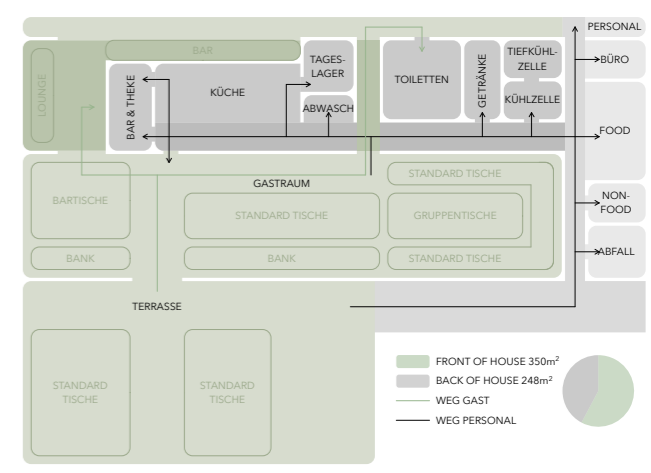 PERSONAL
BAR
LOUNGE
BAR & THEKE
KÜCHE
TAGES-
LAGER
ABWASCH
TOILETTEN
GETRÄNKE
TIEFKÜHL-
ZELLE
KÜHLZELLE
BÜRO
FOOD
GASTRAUM
STANDARD TISCHE
BARTISCHE
STANDARD TISCHE
GRUPPENTISCHE
NON-
FOOD
BANK
BANK
STANDARD TISCHE
ABFALL
TERRASSE
STANDARD
TISCHE
STANDARD
TISCHE
FRONT OF HOUSE 350m²
BACK OF HOUSE 248m²
WEG GAST
WEG PERSONAL